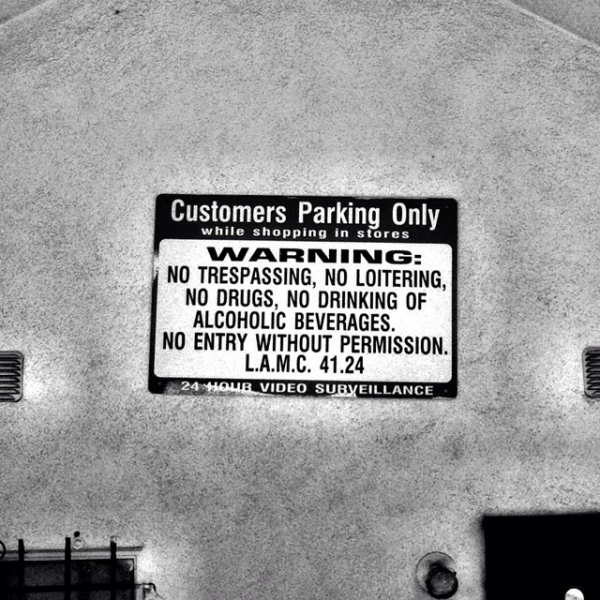 Customers Parking Only
while shopping in stores
WARNING:
NO TRESPASSING, NO LOITERING,
NO DRUGS, NO DRINKING OF
ALCOHOLIC BEVERAGES.
NO ENTRY WITHOUT PERMISSION.
L.A.M.C. 41.24
24 HOUR VIDEO SURVEILLANCE